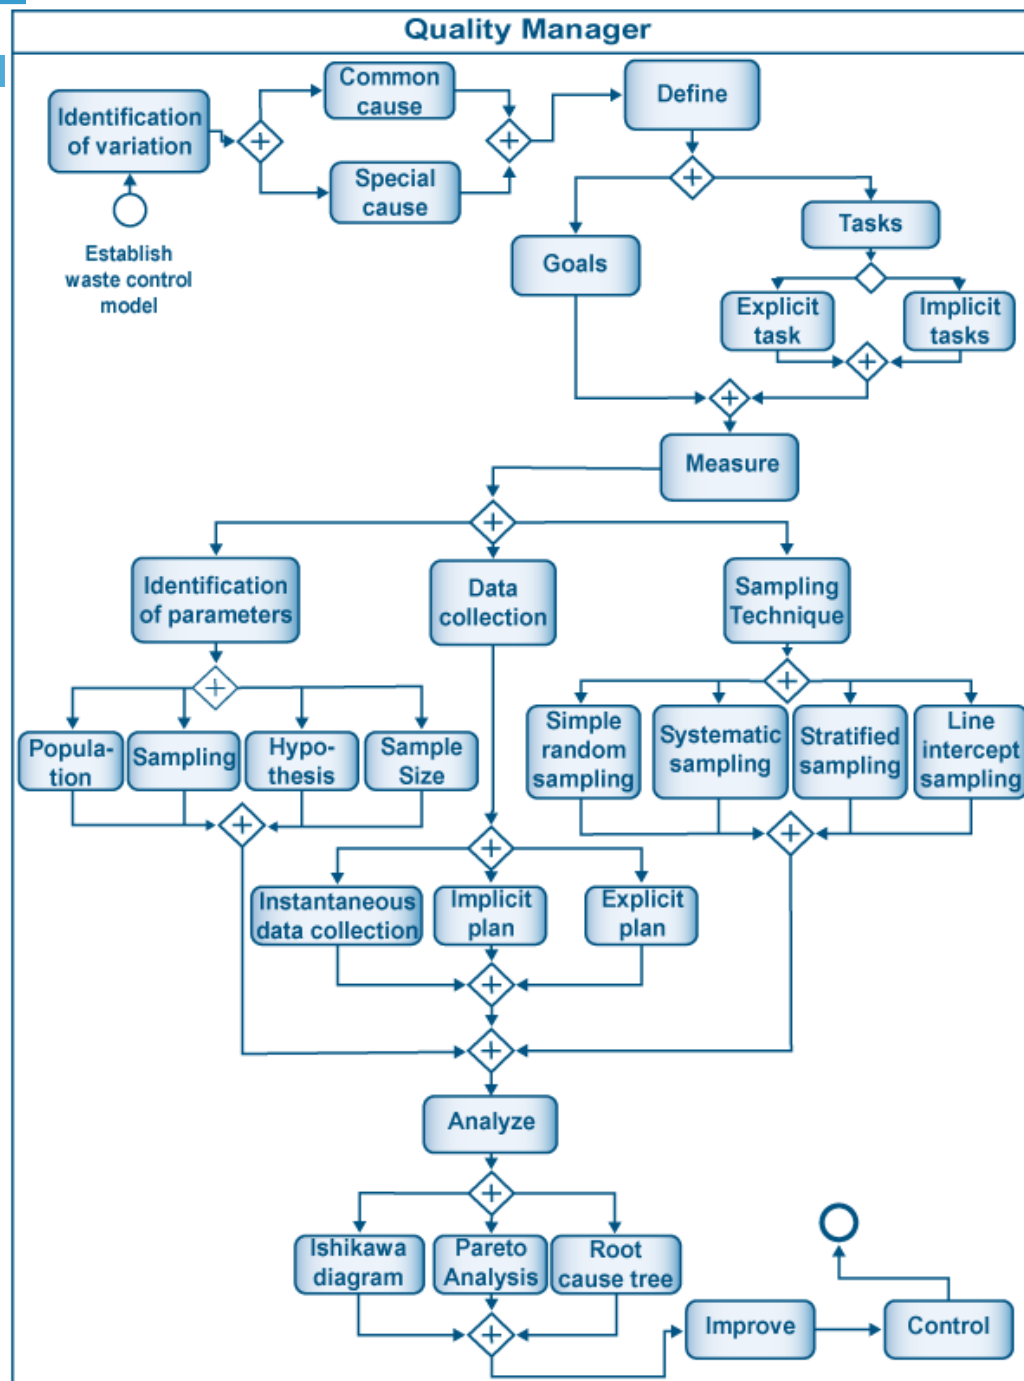 Quality Manager
Identification
of variation
Common
cause
Special
cause
Define
Establish
waste control
model
Goals
Tasks
Explicit
task
Implicit
tasks
Measure
Identification
of parameters
Data
collection
Sampling
Technique
Popula-
tion
Sampling
Hypo-
thesis
Sample
Size
Simple
random
sampling
Systematic
sampling
Stratified
sampling
Line
intercept
sampling
Instantaneous
data collection
Implicit
plan
Explicit
plan
Analyze
Ishikawa
diagram
Pareto
Analysis
Root
cause tree
Improve
Control